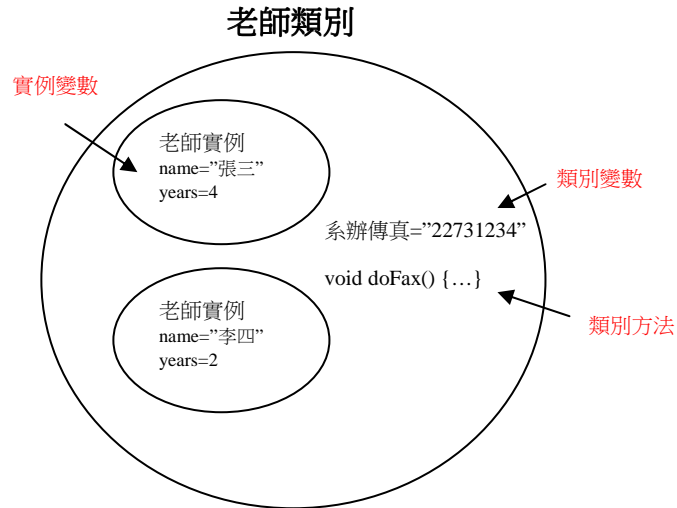 老師類別
實例變數
老師實例
name=”張三”
years=4
類別變數
系辦傳真=”22731234”
void doFax() {…}
老師實例
name=”李四”
years=2
類別方法